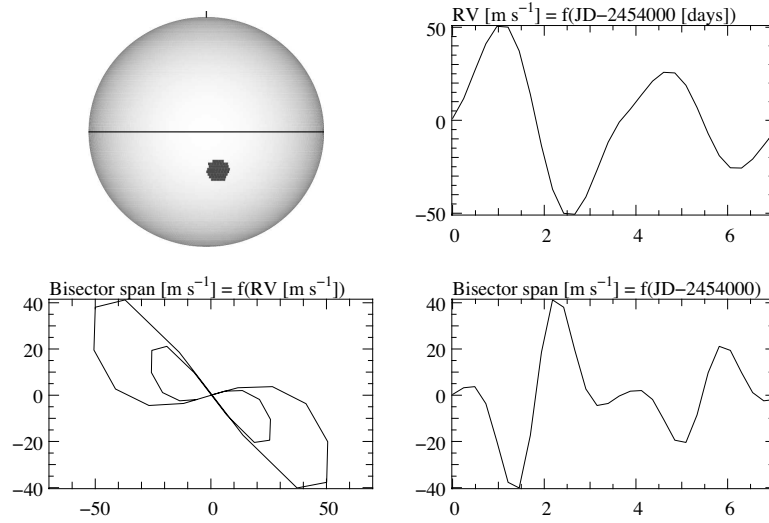 RV [m s⁻¹] = f(JD−2454000 [days])
50
0
−50
0 2 4 6
Bisector span [m s⁻¹] = f(RV [m s⁻¹])
40
20
0
−20
−40
−50 0 50
Bisector span [m s⁻¹] = f(JD−2454000)
40
20
0
−20
−40
0 2 4 6